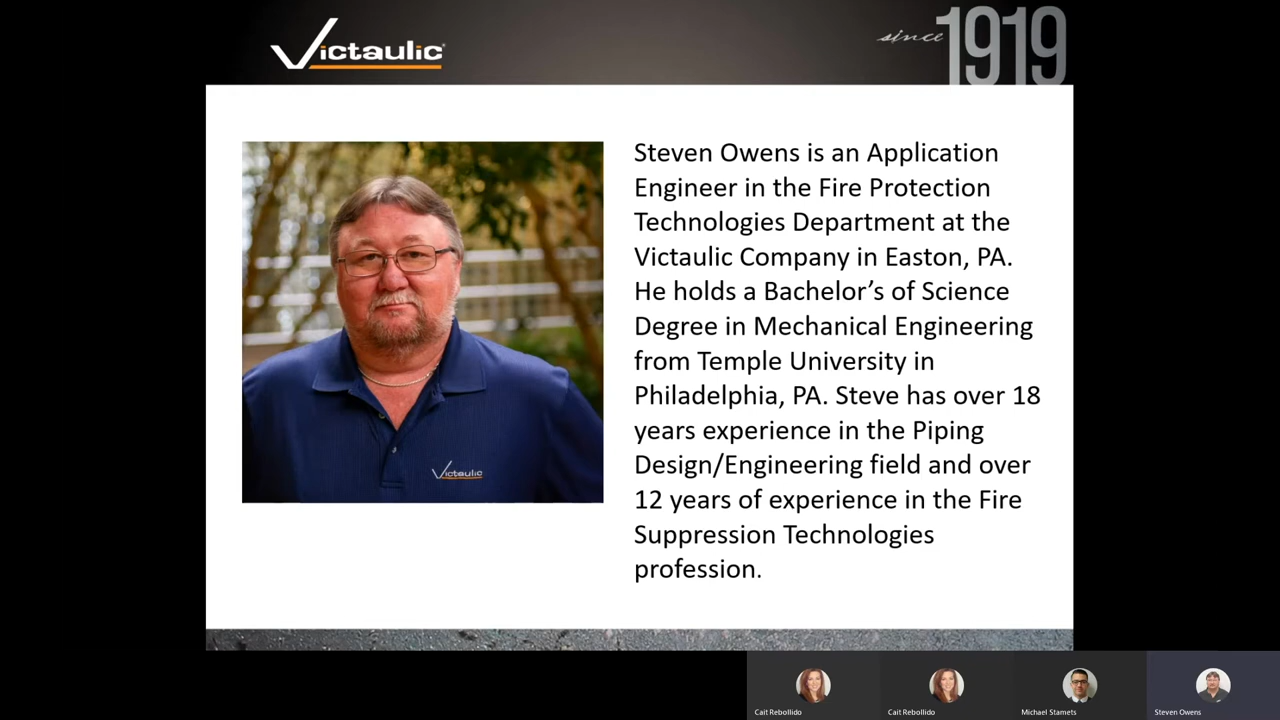 Victaulic
since 1919
Steven Owens is an Application
Engineer in the Fire Protection
Technologies Department at the
Victaulic Company in Easton, PA.
He holds a Bachelor’s of Science
Degree in Mechanical Engineering
from Temple University in
Philadelphia, PA. Steve has over 18
years experience in the Piping
Design/Engineering field and over
12 years of experience in the Fire
Suppression Technologies
profession.
Victaulic
Cait Rebollido
Cait Rebollido
Michael Stamets
Steven Owens